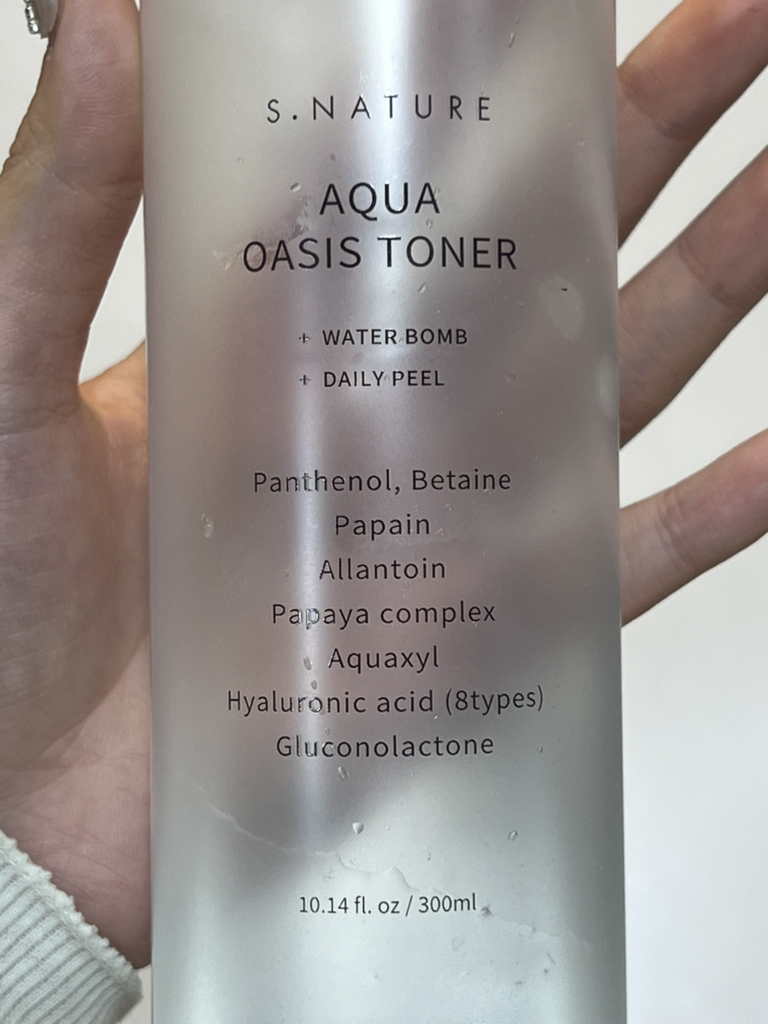 S.NATURE
AQUA
OASIS TONER
+ WATER BOMB
+ DAILY PEEL
Panthenol, Betaine
Papain
Allantoin
Papaya complex
Aquaxyl
Hyaluronic acid (8types)
Gluconolactone
10.14 fl. oz / 300ml